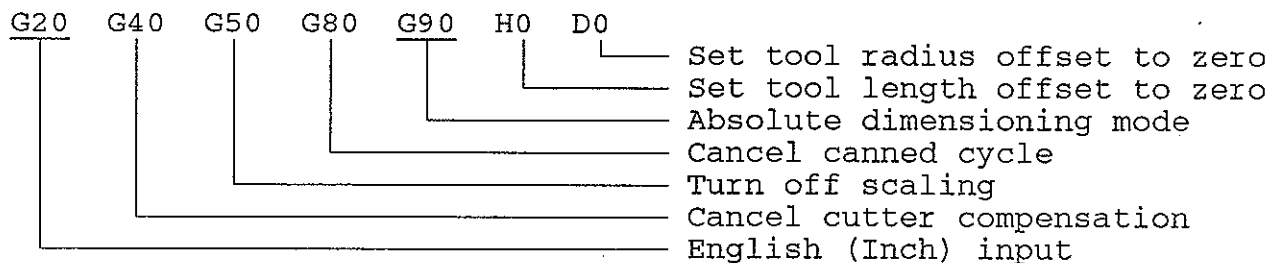 G20 G40 G50 G80 G90 H0 D0
Set tool radius offset to zero
Set tool length offset to zero
Absolute dimensioning mode
Cancel canned cycle
Turn off scaling
Cancel cutter compensation
English (Inch) input